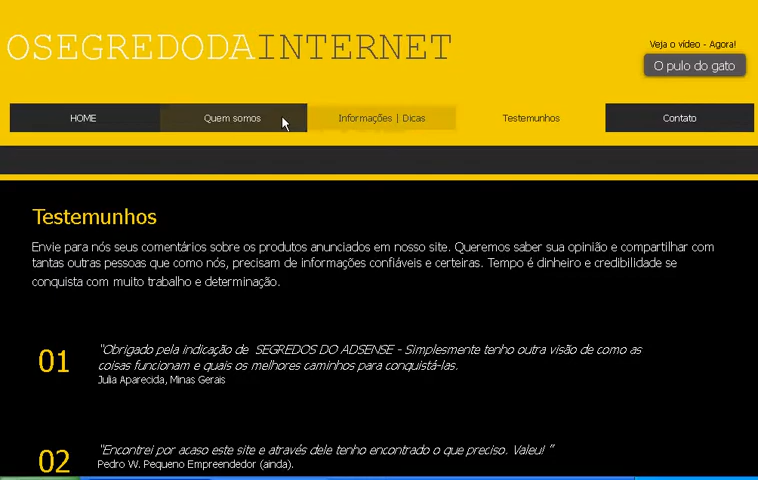 OSEGREDODAINTERNET
Veja o vídeo - Agora!
O pulo do gato
HOME
Quem somos
Informações | Dicas
Testemunhos
Contato
Testemunhos
Envie para nós seus comentários sobre os produtos anunciados em nosso site. Queremos saber sua opinião e compartilhar com
tantas outras pessoas que como nós, precisam de informações confiáveis e certeiras. Tempo é dinheiro e credibilidade se
conquista com muito trabalho e determinação.
01
"Obrigado pela indicação de SEGREDOS DO ADSENSE - Simplesmente tenho outra visão de como as
coisas funcionam e quais os melhores caminhos para conquistá-las.
Julia Aparecida, Minas Gerais
02
"Encontrei por acaso este site e através dele tenho encontrado o que preciso. Valeu! "
Pedro W. Pequeno Empreendedor (ainda).